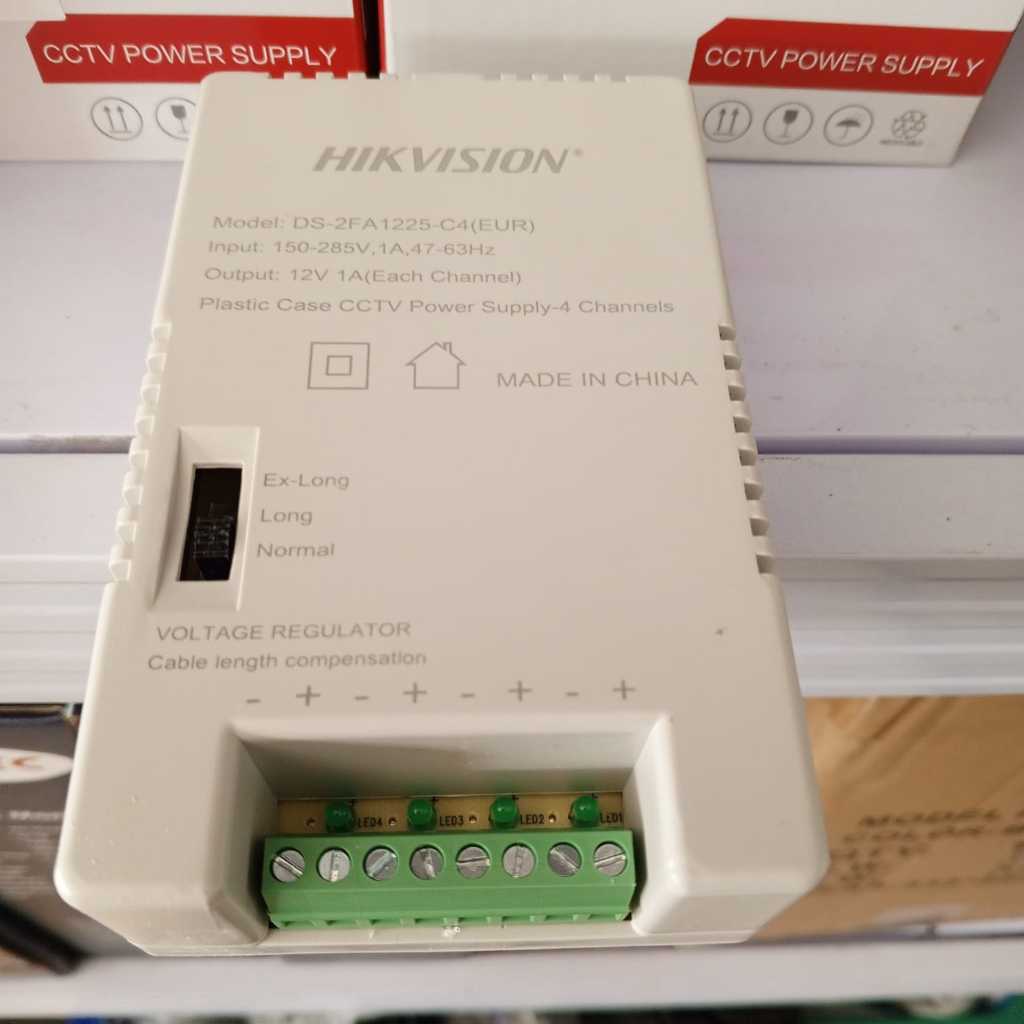 CCTV POWER SUPPLY
CCTV POWER SUPPLY
HIKVISION®
Model: DS-2FA1225-C4(EUR)
Input: 150-285V,1A,47-63Hz
Output: 12V 1A(Each Channel)
Plastic Case CCTV Power Supply-4 Channels
MADE IN CHINA
Ex-Long
Long
Normal
VOLTAGE REGULATOR
Cable length compensation
- + - + - + - +
LED4 LED3 LED2 LED1
MODEL